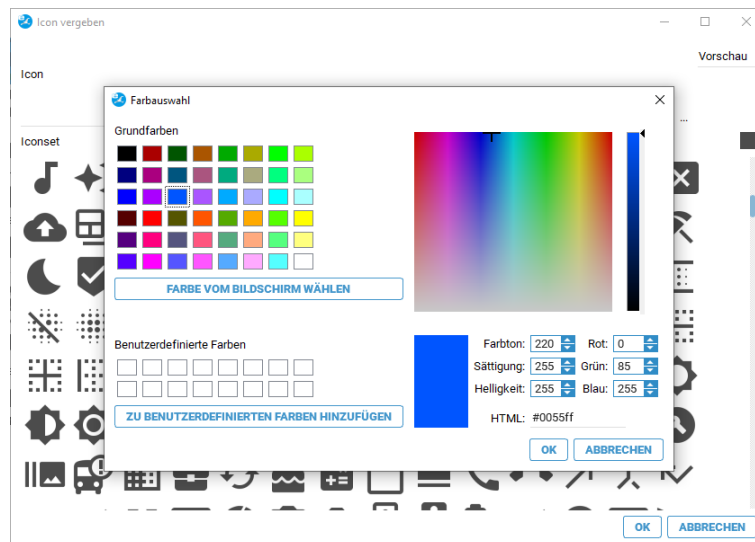 Icon vergeben
Vorschau
Icon
Farbauswahl
...
Grundfarben
Iconset
FARBE VOM BILDSCHIRM WÄHLEN
Benutzerdefinierte Farben
Farbton: 220 Rot: 0
Sättigung: 255 Grün: 85
Helligkeit: 255 Blau: 255
ZU BENUTZERDEFINIERTEN FARBEN HINZUFÜGEN
HTML: #0055ff
OK ABBRECHEN
OK ABBRECHEN